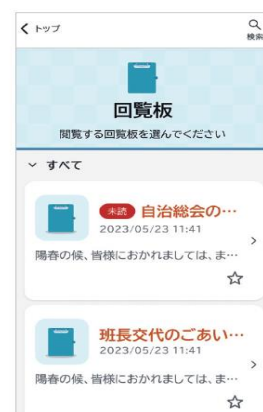 トップ
検索
回覧板
閲覧する回覧板を選んでください
すべて
未読 自治総会の…
2023/05/23 11:41
陽春の候、皆様におかれましては、ま…
班長交代のごあい…
2023/05/23 11:41
陽春の候、皆様におかれましては、ま…